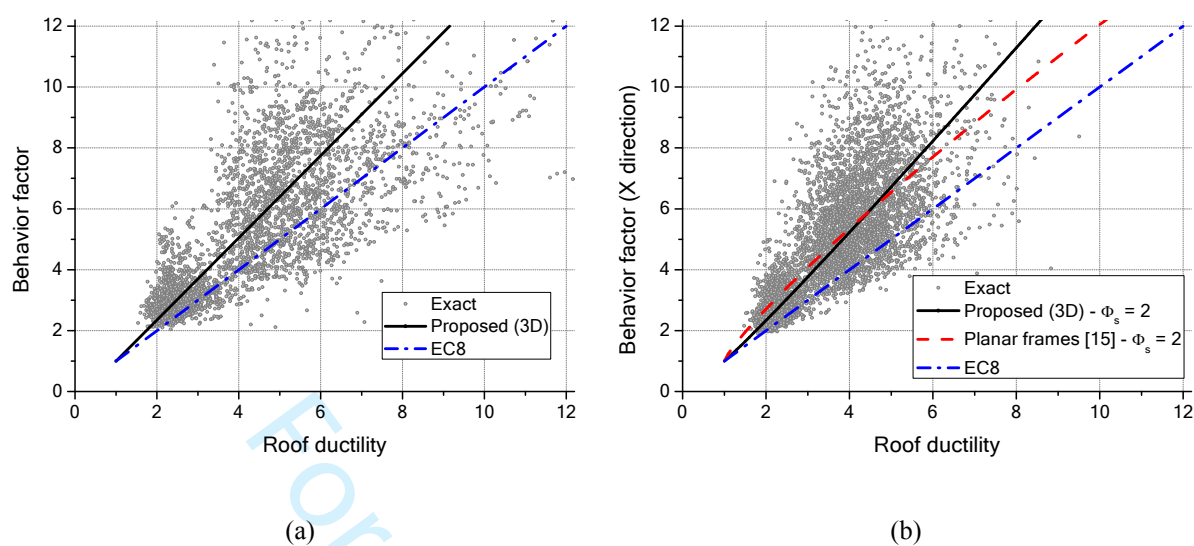 12
10
8
6
4
2
0
Behavior factor
0
2
4
6
8
10
12
Roof ductility
Exact
Proposed (3D)
EC8
(a)
12
10
8
6
4
2
0
Behavior factor (X direction)
0
2
4
6
8
10
12
Roof ductility
Exact
Proposed (3D) - Φs = 2
Planar frames [15] - Φs = 2
EC8
(b)
For